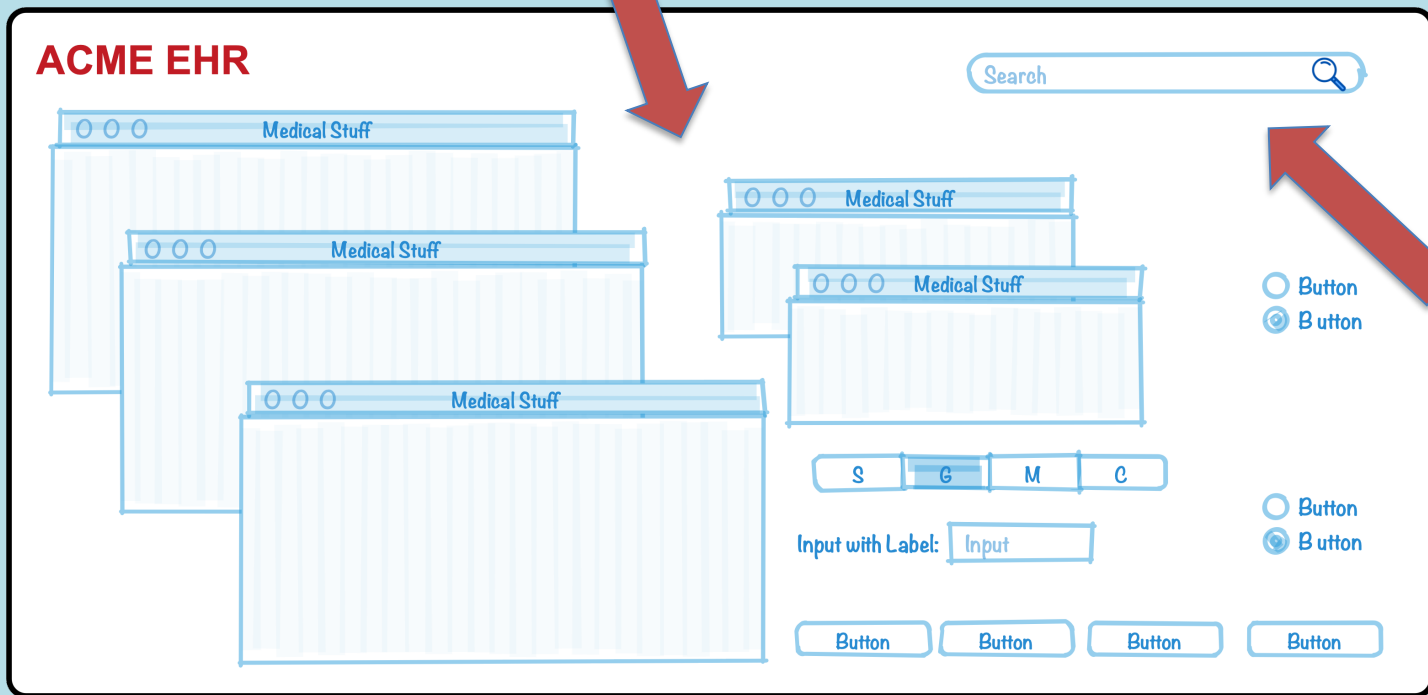 ACME EHR
Search
Medical Stuff
Medical Stuff
Medical Stuff
Medical Stuff
Medical Stuff
Button
B utton
S G M C
Input with Label: Input
Button
B utton
Button Button Button Button